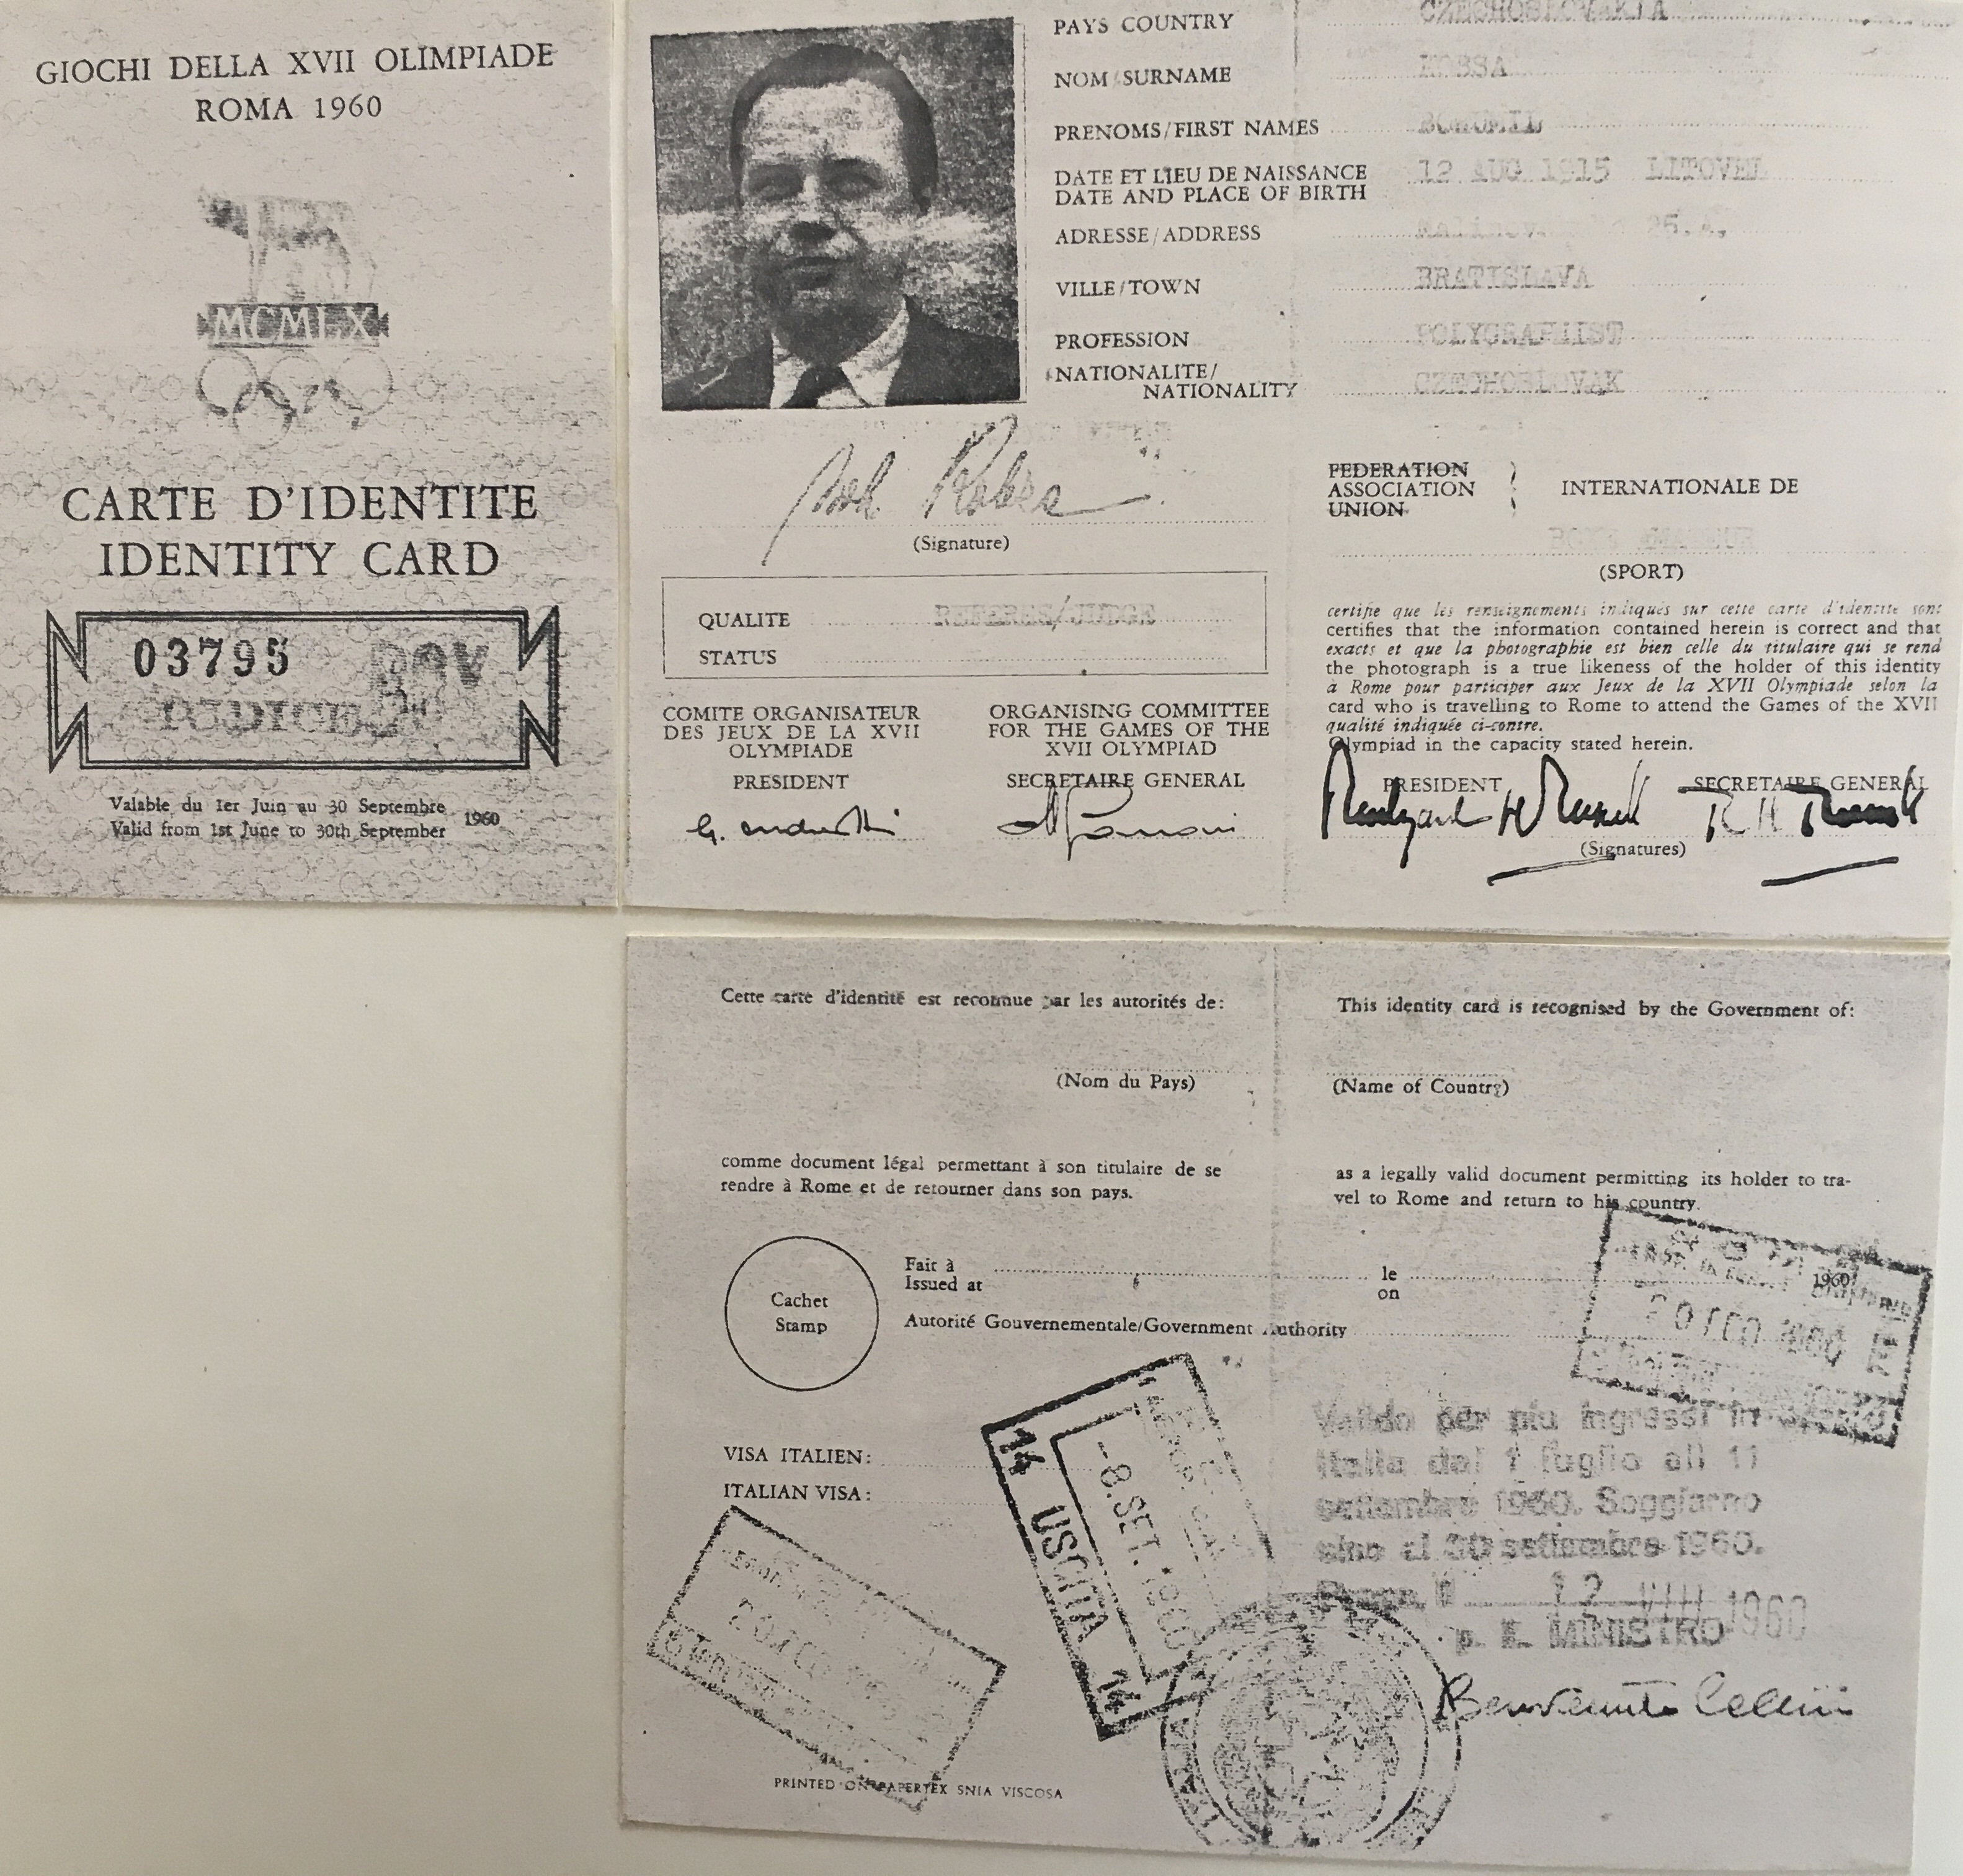 GIOCHI DELLA XVII OLIMPIADE
ROMA 1960
MCMLX
CARTE D'IDENTITE
IDENTITY CARD
03795
Valable du 1er Juin au 30 Septembre
Valid from 1st June to 30th September
1960
PAYS COUNTRY CZECHOSLOVAKIA
NOM/SURNAME
PRENOMS/FIRST NAMES BOHUMIL
DATE ET LIEU DE NAISSANCE
DATE AND PLACE OF BIRTH 12 AUG 1915 LITOVEL
ADRESSE/ADDRESS
VILLE/TOWN BRATISLAVA
PROFESSION
NATIONALITE/
NATIONALITY CZECHOSLOVAK
(Signature)
QUALITE REFEREE/JUDGE
STATUS
COMITE ORGANISATEUR
DES JEUX DE LA XVII
OLYMPIADE
PRESIDENT
ORGANISING COMMITTEE
FOR THE GAMES OF THE
XVII OLYMPIAD
SECRETAIRE GENERAL
FEDERATION
ASSOCIATION
UNION
INTERNATIONALE DE
BOXE AMATEUR
(SPORT)
certifie que les renseignements indiqués sur cette carte d'identité sont
certifies that the information contained herein is correct and that
exacts et que la photographie est bien celle du titulaire qui se rend
the photograph is a true likeness of the holder of this identity
à Rome pour participer aux Jeux de la XVII Olympiade selon la
card who is travelling to Rome to attend the Games of the XVII
qualité indiquée ci-contre.
Olympiad in the capacity stated herein.
PRESIDENT
SECRETAIRE GENERAL
(Signatures)
Cette carte d'identité est reconnue par les autorités de:
(Nom du Pays)
comme document légal permettant à son titulaire de se
rendre à Rome et de retourner dans son pays.
This identity card is recognised by the Government of:
(Name of Country)
as a legally valid document permitting its holder to tra-
vel to Rome and return to his country.
Cachet
Stamp
Fait à
Issued at
le
on
1960
Autorité Gouvernementale/Government Authority
VISA ITALIEN:
ITALIAN VISA:
14 USCITA 14
-8.SET.1960
Valido per piu ingressi in
Italia dal 1 luglio all 11
settembre 1960. Soggiorno
sino al 30 settembre 1960.
12 VIII 1960
p. IL MINISTRO
Benvenuto Cellini
PRINTED ON PAPERTEX SNIA VISCOSA